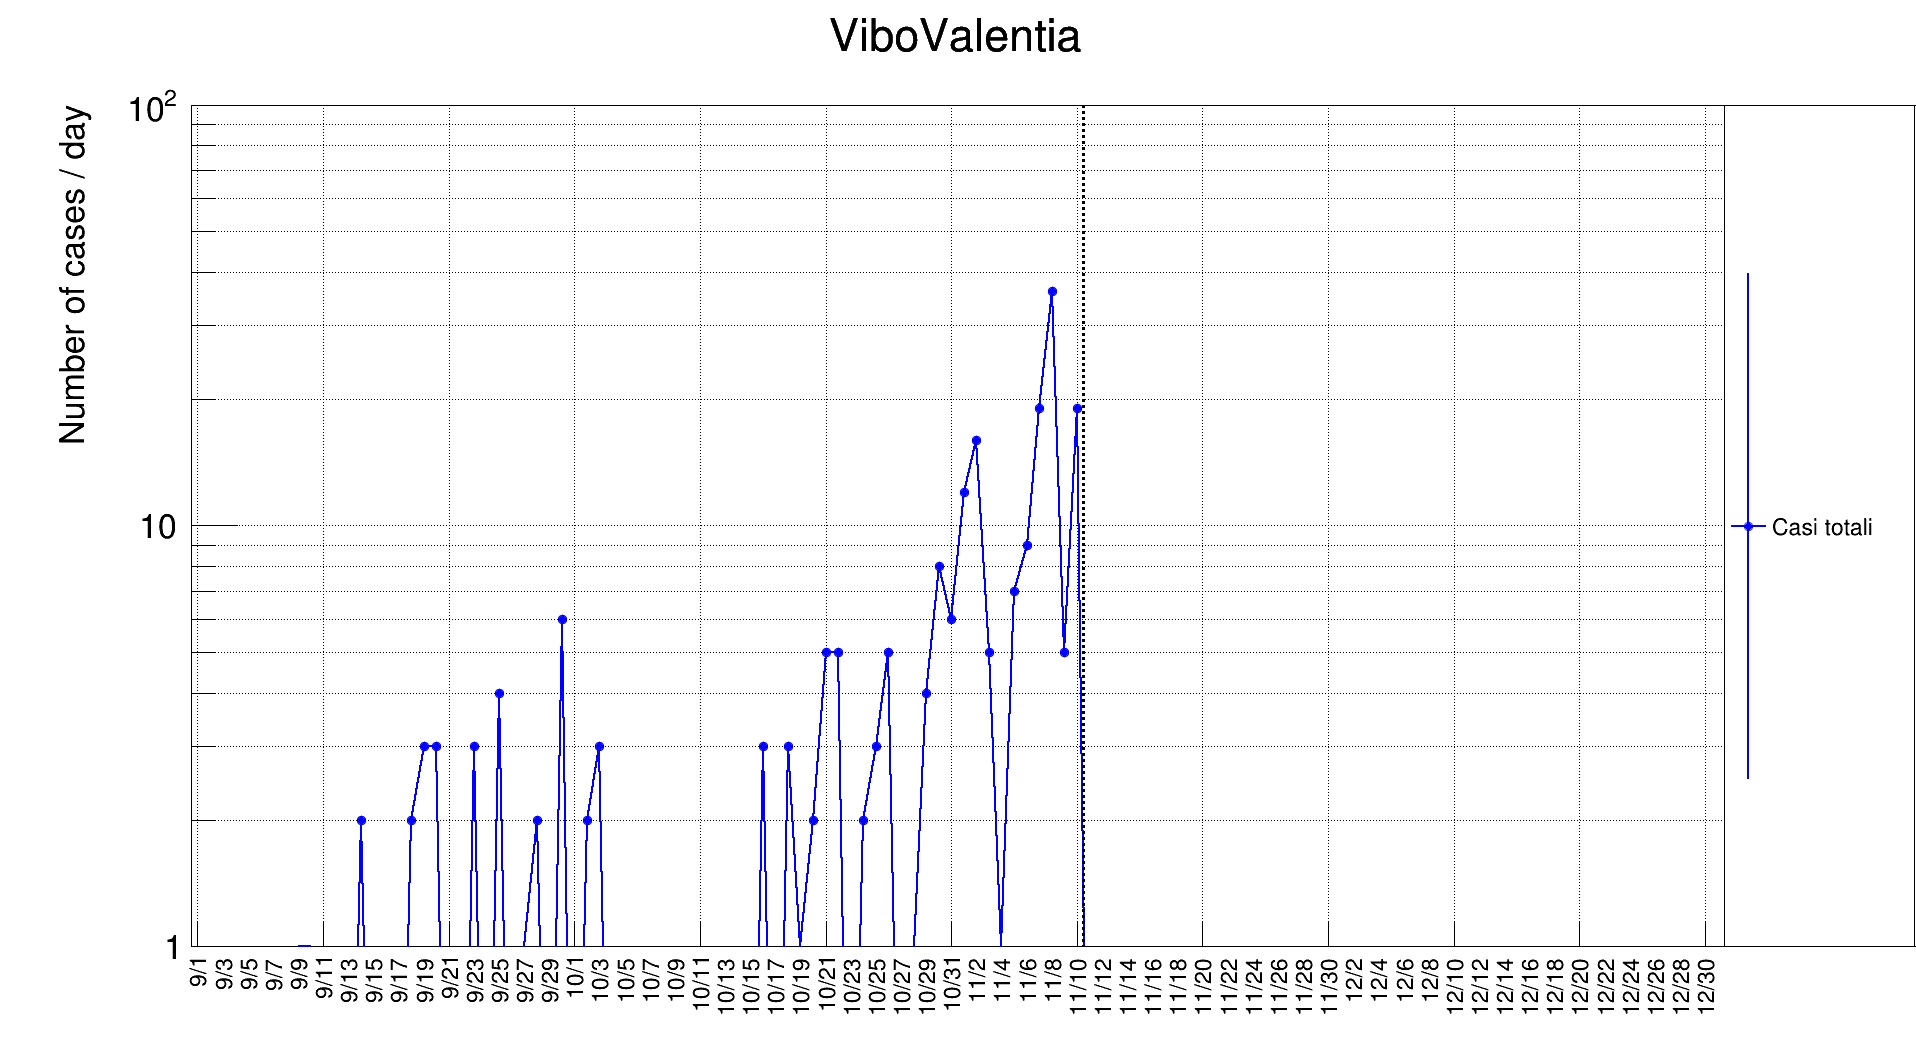 ViboValentia
Number of cases / day
10²
10
1
9/1 9/3 9/5 9/7 9/9 9/11 9/13 9/15 9/17 9/19 9/21 9/23 9/25 9/27 9/29 10/1 10/3 10/5 10/7 10/9 10/11 10/13 10/15 10/17 10/19 10/21 10/23 10/25 10/27 10/29 10/31 11/2 11/4 11/6 11/8 11/10 11/12 11/14 11/16 11/18 11/20 11/22 11/24 11/26 11/28 11/30 12/2 12/4 12/6 12/8 12/10 12/12 12/14 12/16 12/18 12/20 12/22 12/24 12/26 12/28 12/30
Casi totali